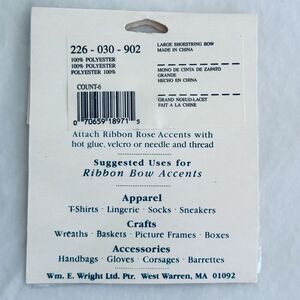 226 - 030 - 902
100% POLYESTER
100% POLYESTER
POLYESTER 100%
COUNT-6
0 70659 18971 5
LARGE SHOESTRING BOW
MADE IN CHINA
MONO DE CINTA DE ZAPATO
GRANDE
HECHO EN CHINA
GRAND NOEUD-LACET
FAIT A LA CHINE
Attach Ribbon Rose Accents with
hot glue, velcro or needle and thread
Suggested Uses for
Ribbon Bow Accents
Apparel
T-Shirts · Lingerie · Socks · Sneakers
Crafts
Wreaths · Baskets · Picture Frames · Boxes
Accessories
Handbags · Gloves · Corsages · Barrettes
Wm. E. Wright Ltd. Ptr. West Warren, MA 01092